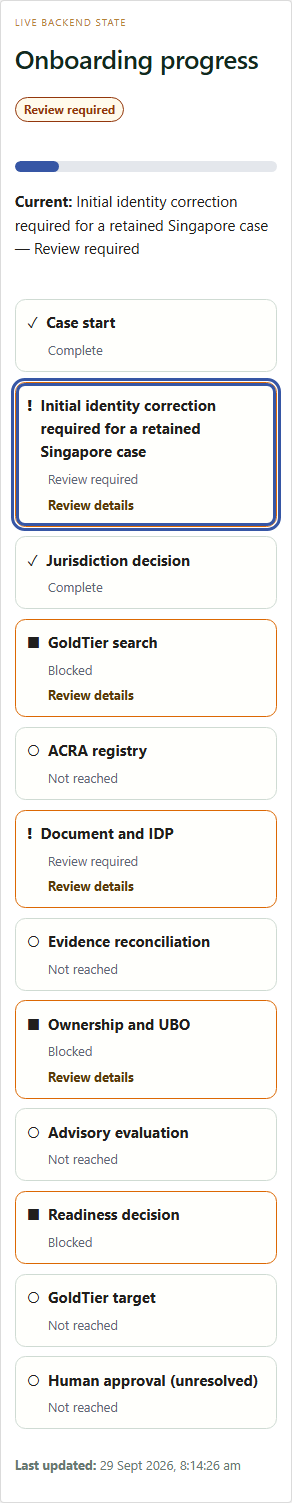 LIVE BACKEND STATE
Onboarding progress
Review required
Current: Initial identity correction
required for a retained Singapore case
— Review required
✓ Case start
Complete
! Initial identity correction
required for a retained
Singapore case
Review required
Review details
✓ Jurisdiction decision
Complete
■ GoldTier search
Blocked
Review details
○ ACRA registry
Not reached
! Document and IDP
Review required
Review details
○ Evidence reconciliation
Not reached
■ Ownership and UBO
Blocked
Review details
○ Advisory evaluation
Not reached
■ Readiness decision
Blocked
○ GoldTier target
Not reached
○ Human approval (unresolved)
Not reached
Last updated: 29 Sept 2026, 8:14:26 am